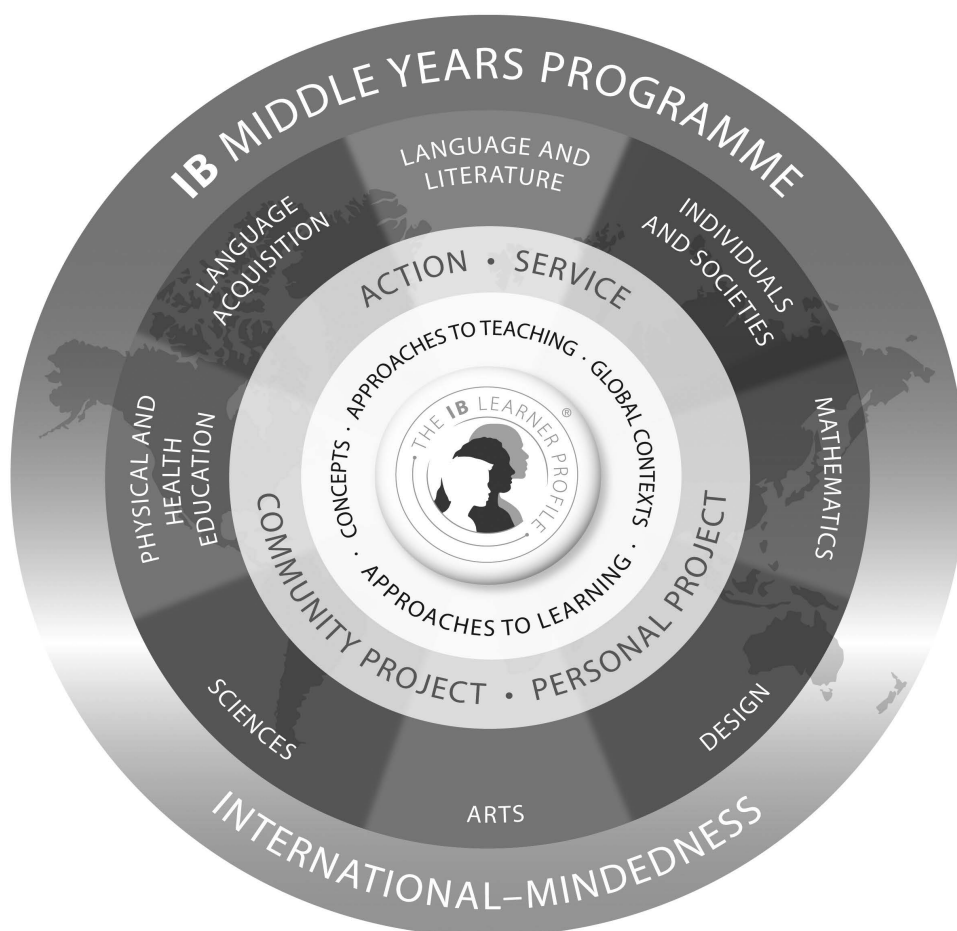 IB MIDDLE YEARS PROGRAMME
LANGUAGE AND
LITERATURE
INDIVIDUALS
AND SOCIETIES
MATHEMATICS
DESIGN
ARTS
SCIENCES
PHYSICAL AND
HEALTH
EDUCATION
LANGUAGE
ACQUISITION
ACTION · SERVICE
PERSONAL PROJECT
COMMUNITY PROJECT ·
APPROACHES TO TEACHING · GLOBAL CONTEXTS ·
APPROACHES TO LEARNING ·
CONCEPTS ·
THE IB LEARNER PROFILE ®
INTERNATIONAL–MINDEDNESS